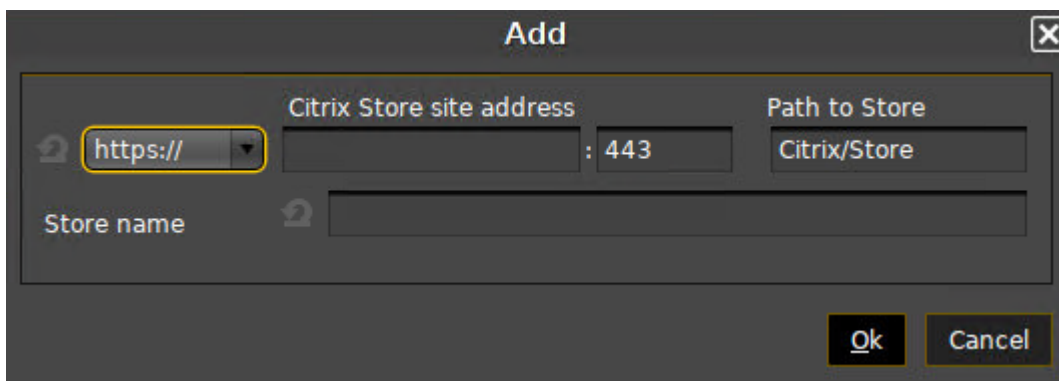 Add
Citrix Store site address Path to Store
https:// : 443 Citrix/Store
Store name
Ok Cancel